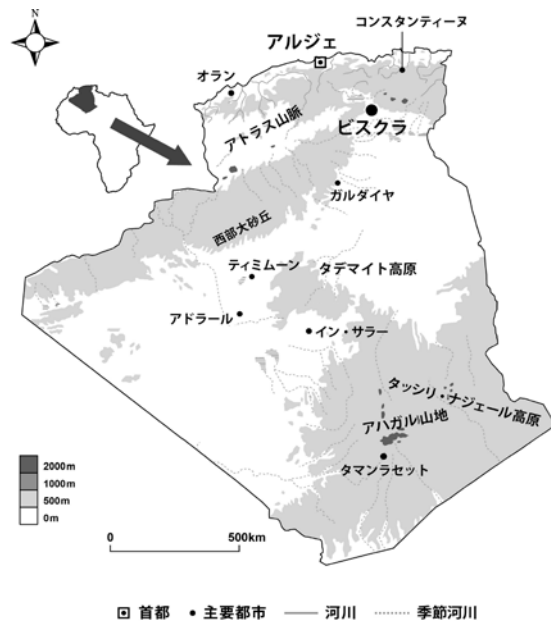 N
コンスタンティーヌ
アルジェ
オラン
アトラス山脈
ビスクラ
ガルダイヤ
西部大砂丘
ティミムーン
タデマイト高原
アドラール
イン・サラー
タッシリ・ナジェール高原
アハガル山地
タマンラセット
2000m
1000m
500m
0m
0 500km
首都 主要都市 河川 季節河川